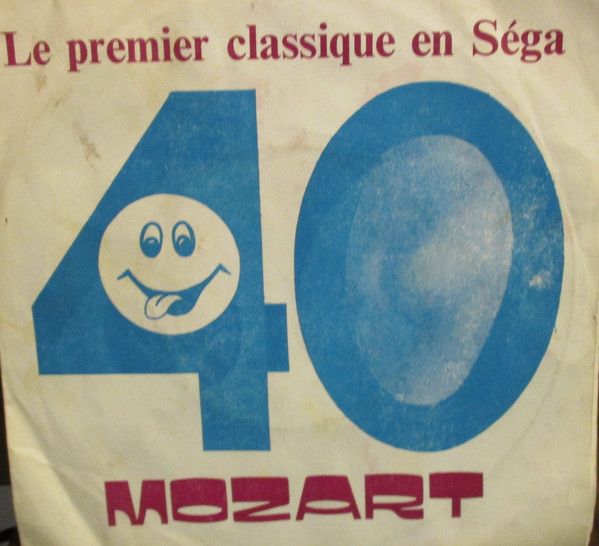 Le premier classique en Séga
40
MOZART